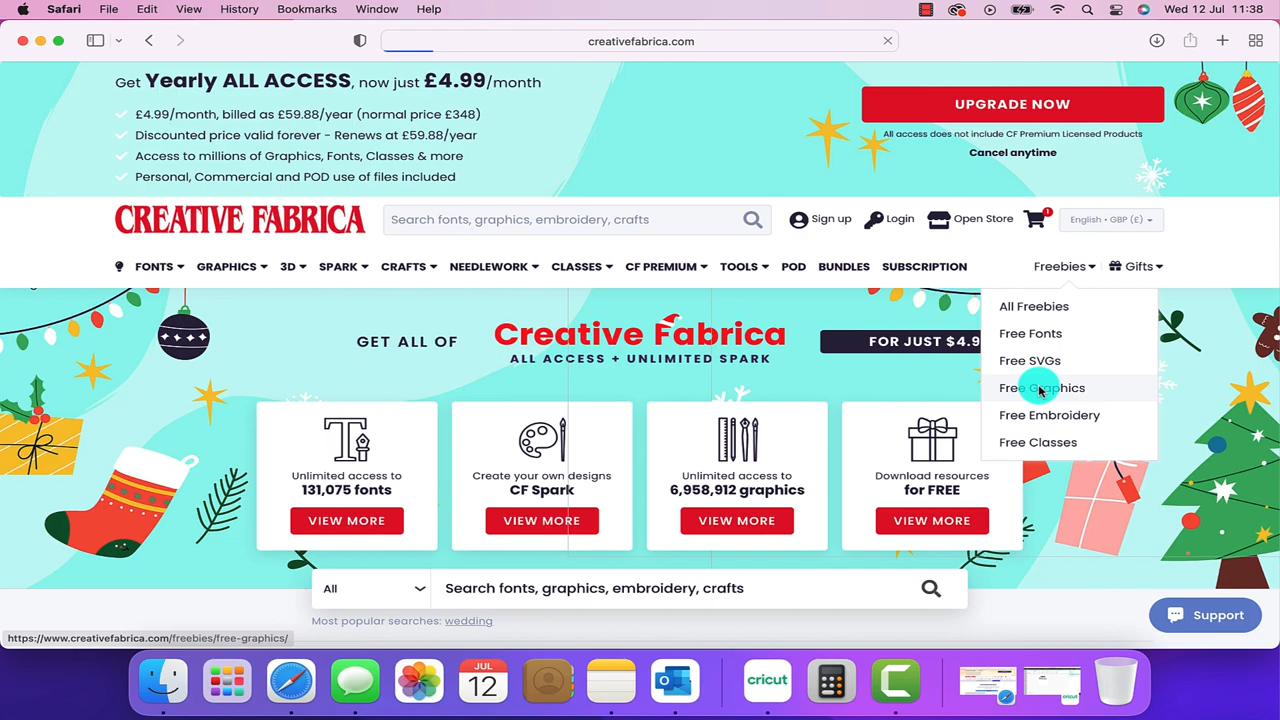 Safari File Edit View History Bookmarks Window Help Wed 12 Jul 11:38
creativefabrica.com
Get Yearly ALL ACCESS, now just £4.99/month
£4.99/month, billed as £59.88/year (normal price £348)
Discounted price valid forever - Renews at £59.88/year
Access to millions of Graphics, Fonts, Classes & more
Personal, Commercial and POD use of files included
UPGRADE NOW
All access does not include CF Premium Licensed Products
Cancel anytime
CREATIVE FABRICA
Search fonts, graphics, embroidery, crafts
Sign up Login Open Store 1 English • GBP (£)
FONTS GRAPHICS 3D SPARK CRAFTS NEEDLEWORK CLASSES CF PREMIUM TOOLS POD BUNDLES SUBSCRIPTION Freebies Gifts
All Freebies
Free Fonts
Free SVGs
Free Graphics
Free Embroidery
Free Classes
GET ALL OF Creative Fabrica FOR JUST $4.9
ALL ACCESS + UNLIMITED SPARK
Unlimited access to
131,075 fonts
VIEW MORE
Create your own designs
CF Spark
VIEW MORE
Unlimited access to
6,958,912 graphics
VIEW MORE
Download resources
for FREE
VIEW MORE
All Search fonts, graphics, embroidery, crafts
Most popular searches: wedding
Support
https://www.creativefabrica.com/freebies/free-graphics/
JUL
12
cricut